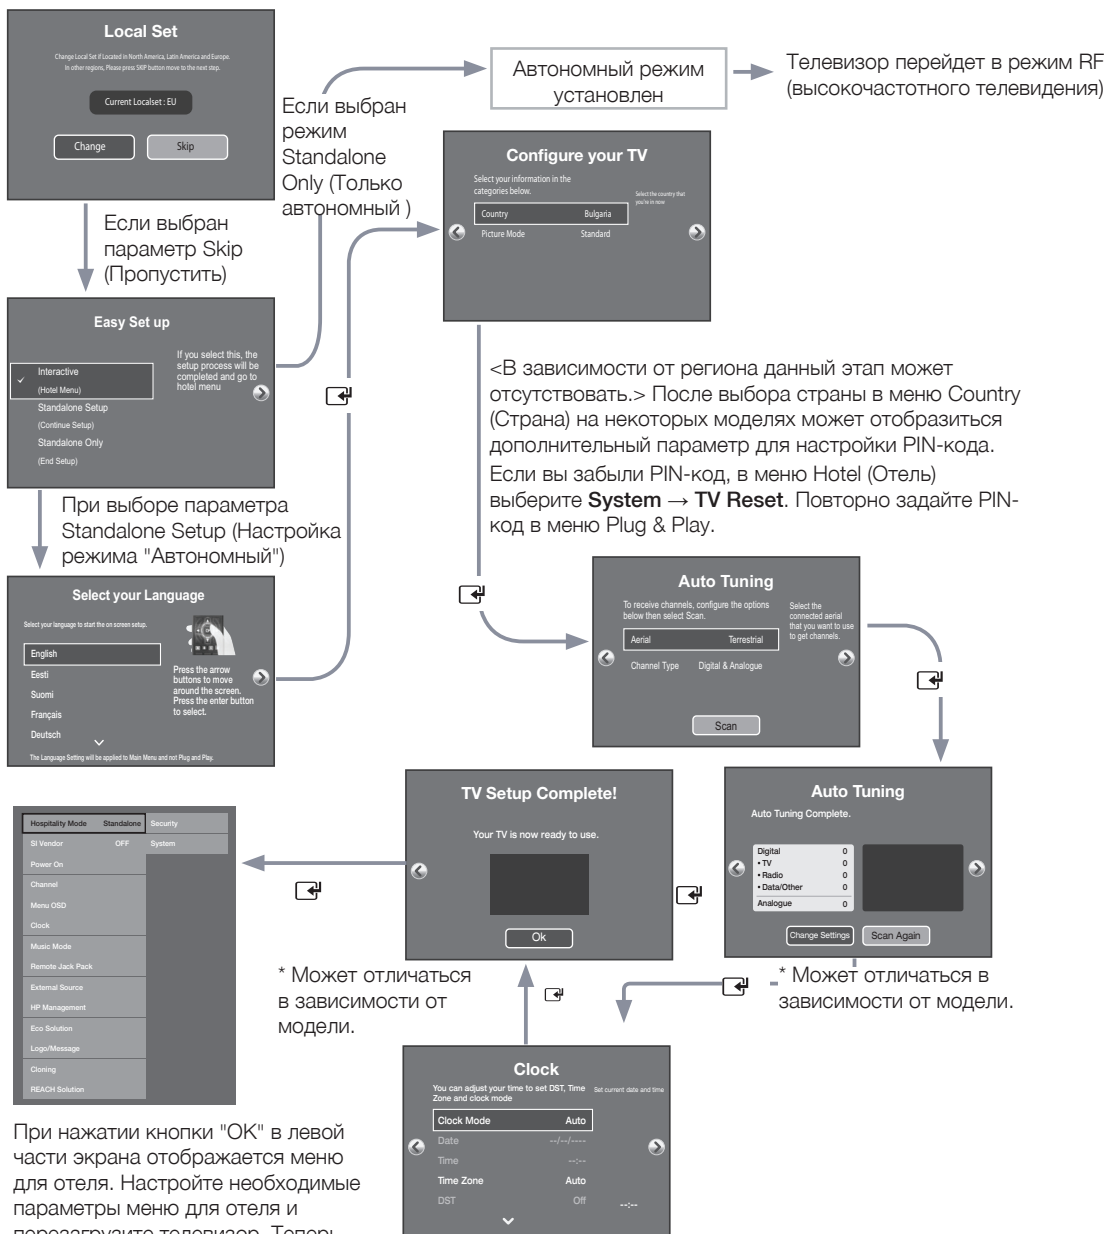 Local Set
Change Local Set if Located in North America, Latin America and Europe.
In other regions, Please press SKIP button move to the next step.
Current Localset : EU
Change
Skip
Если выбран
режим
Standalone
Only (Только
автономный )
Автономный режим
установлен
Телевизор перейдет в режим RF
(высокочастотного телевидения)
Если выбран
параметр Skip
(Пропустить)
Configure your TV
Select your information in the
categories below.
Select the country that
you're in now
Country Bulgaria
Picture Mode Standard
Easy Set up
Interactive
(Hotel Menu)
Standalone Setup
(Continue Setup)
Standalone Only
(End Setup)
If you select this, the
setup process will be
completed and go to
hotel menu
<В зависимости от региона данный этап может
отсутствовать.> После выбора страны в меню Country
(Страна) на некоторых моделях может отобразиться
дополнительный параметр для настройки PIN-кода.
Если вы забыли PIN-код, в меню Hotel (Отель)
выберите System → TV Reset. Повторно задайте PIN-
код в меню Plug & Play.
При выборе параметра
Standalone Setup (Настройка
режима "Автономный")
Select your Language
Select your language to start the on screen setup.
English
Eesti
Suomi
Français
Deutsch
Press the arrow
buttons to move
around the screen.
Press the enter button
to select.
The Language Setting will be applied to Main Menu and not Plug and Play.
Auto Tuning
To receive channels, configure the options
below then select Scan.
Select the
connected aerial
that you want to use
to get channels.
Aerial Terrestrial
Channel Type Digital & Analogue
Scan
Auto Tuning
Auto Tuning Complete.
Digital 0
• TV 0
• Radio 0
• Data/Other 0
Analogue 0
Change Settings
Scan Again
* Может отличаться в
зависимости от модели.
TV Setup Complete!
Your TV is now ready to use.
Ok
* Может отличаться
в зависимости от
модели.
Hospitality Mode Standalone Security
SI Vendor OFF System
Power On
Channel
Menu OSD
Clock
Music Mode
Remote Jack Pack
External Source
HP Management
Eco Solution
Logo/Message
Cloning
REACH Solution
Clock
You can adjust your time to set DST, Time
Zone and clock mode
Set current date and time
Clock Mode Auto
Date --/--/----
Time --:--
Time Zone Auto
DST Off
--:--
При нажатии кнопки "OK" в левой
части экрана отображается меню
для отеля. Настройте необходимые
параметры меню для отеля и
перезагрузите телевизор. Теперь